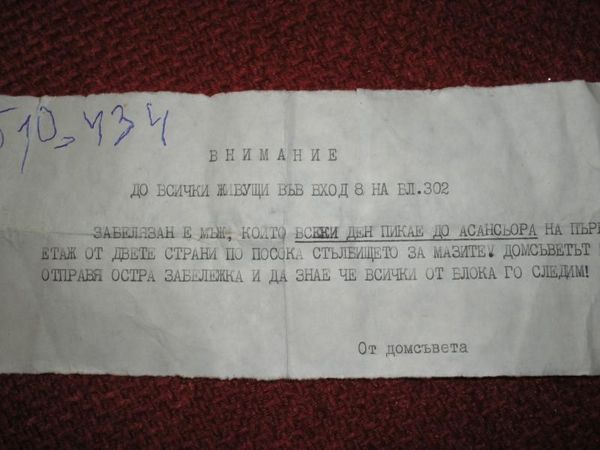 510,434
ВНИМАНИЕ
ДО ВСИЧКИ ЖИВУЩИ ВЪВ ВХОД 8 НА БЛ.302
ЗАБЕЛЯЗАН Е МЪЖ, КОЙТО ВСЕКИ ДЕН ПИКАЕ ДО АСАНСЬОРА НА ПЪР
ЕТАЖ ОТ ДВЕТЕ СТРАНИ ПО ПОСОКА СТЪЛБИЩЕТО ЗА МАЗИТЕ! ДОМСЪВЕТЪТ
ОТПРАВЯ ОСТРА ЗАБЕЛЕЖКА И ДА ЗНАЕ ЧЕ ВСИЧКИ ОТ БЛОКА ГО СЛЕДИМ!
От домсъвета